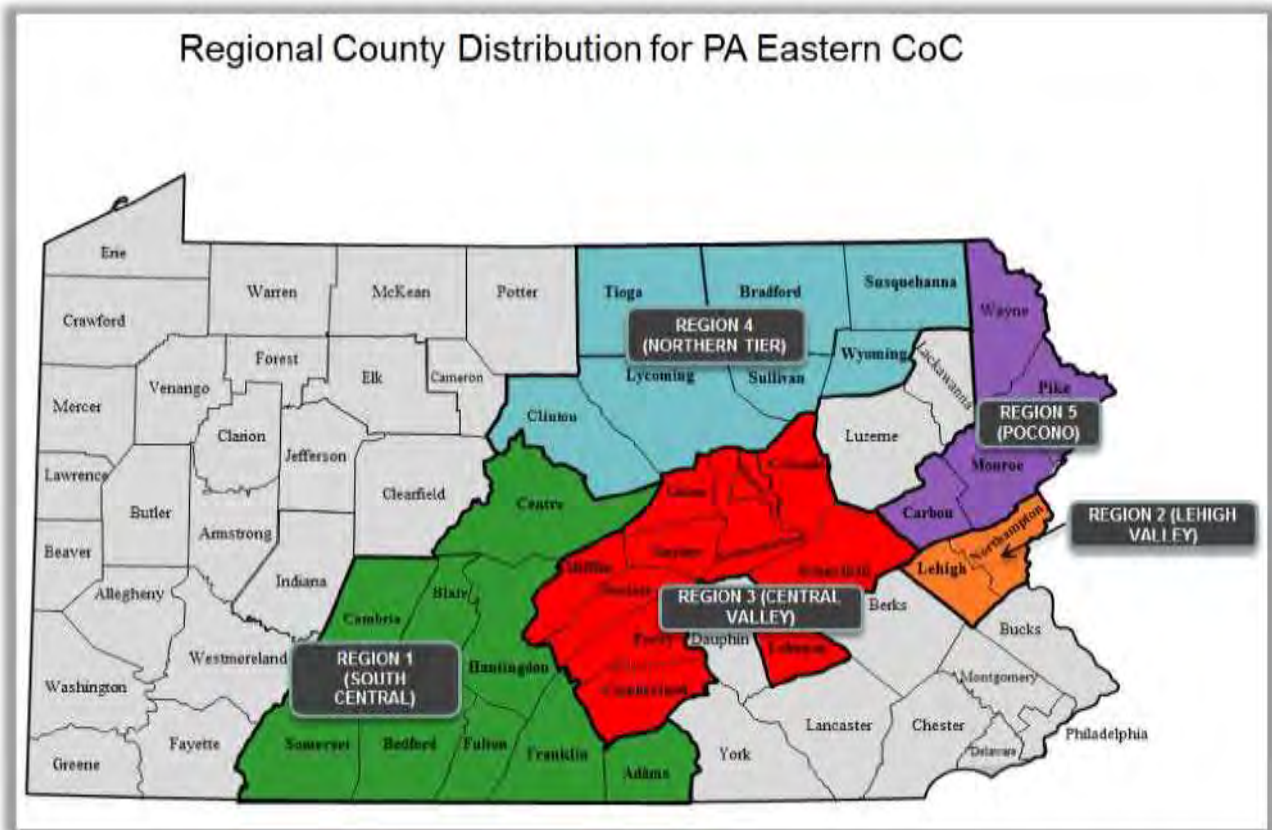 Regional County Distribution for PA Eastern CoC
Erie
Warren
McKean
Potter
Tioga
Bradford
Susquehanna
Wayne
Crawford
REGION 4
(NORTHERN TIER)
Forest
Elk
Cameron
Lycoming
Sullivan
Wyoming
Lackawanna
Pike
Venango
Mercer
Clarion
Jefferson
Clinton
Luzerne
REGION 5
(POCONO)
Monroe
Lawrence
Butler
Clearfield
Centre
Carbon
Northampton
REGION 2 (LEHIGH
VALLEY)
Armstrong
Beaver
Indiana
Lehigh
Allegheny
Blair
Mifflin
Snyder
Cambria
REGION 3 (CENTRAL
VALLEY)
Berks
Bucks
Perry
Dauphin
Lebanon
Westmoreland
REGION 1
(SOUTH
CENTRAL)
Huntingdon
Cumberland
Washington
Montgomery
Lancaster
Chester
Philadelphia
Delaware
Greene
Fayette
Somerset
Bedford
Fulton
Franklin
Adams
York